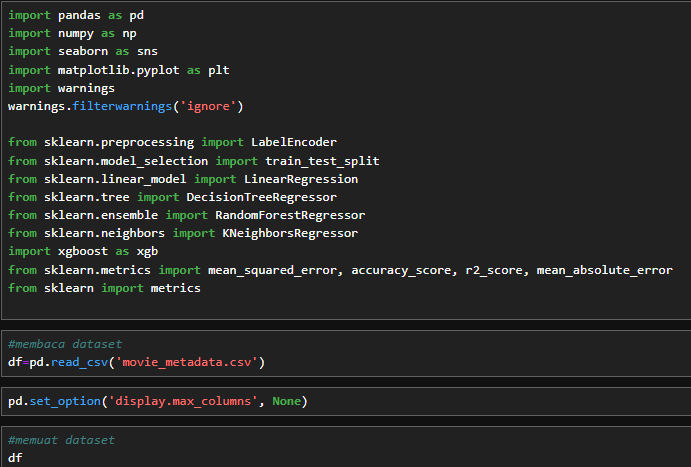 import pandas as pd
import numpy as np
import seaborn as sns
import matplotlib.pyplot as plt
import warnings
warnings.filterwarnings('ignore')
from sklearn.preprocessing import LabelEncoder
from sklearn.model_selection import train_test_split
from sklearn.linear_model import LinearRegression
from sklearn.tree import DecisionTreeRegressor
from sklearn.ensemble import RandomForestRegressor
from sklearn.neighbors import KNeighborsRegressor
import xgboost as xgb
from sklearn.metrics import mean_squared_error, accuracy_score, r2_score, mean_absolute_error
from sklearn import metrics
#membaca dataset
df=pd.read_csv('movie_metadata.csv')
pd.set_option('display.max_columns', None)
#memuat dataset
df